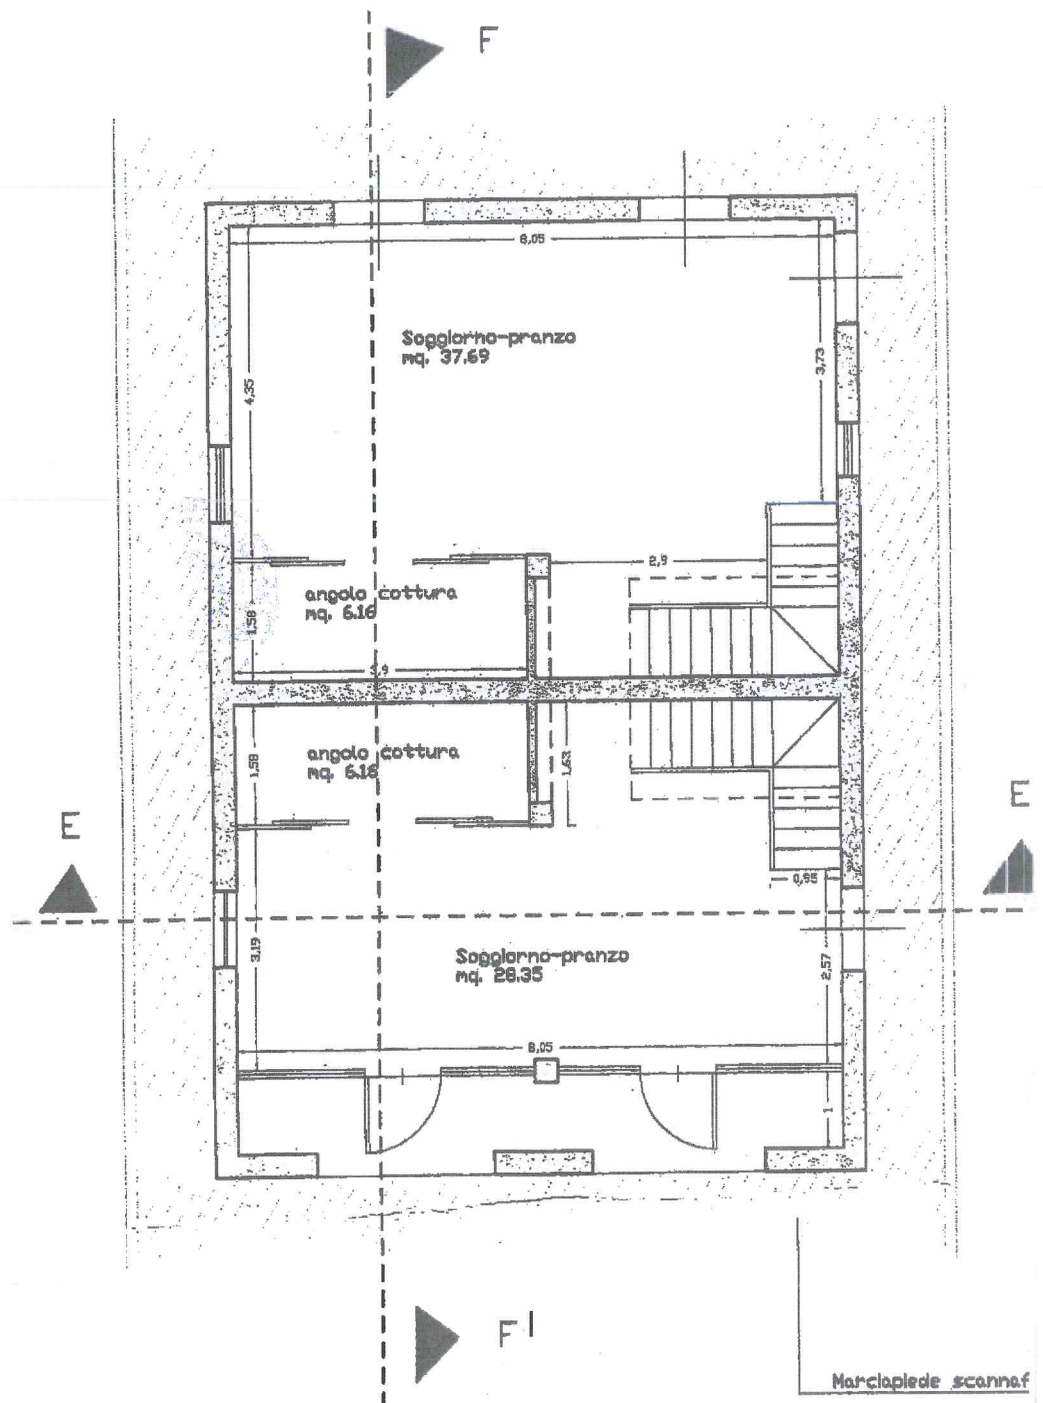 F
8,05
Soggiorno-pranzo
mq. 37.69
4,35
3,73
2,9
angolo cottura
mq. 6.16
1,58
angolo cottura
mq. 6.16
1,58
1,63
E
E
0,95
Soggiorno-pranzo
mq. 28.35
3,19
2,57
8,05
1
F'
Marciapiede scannaf